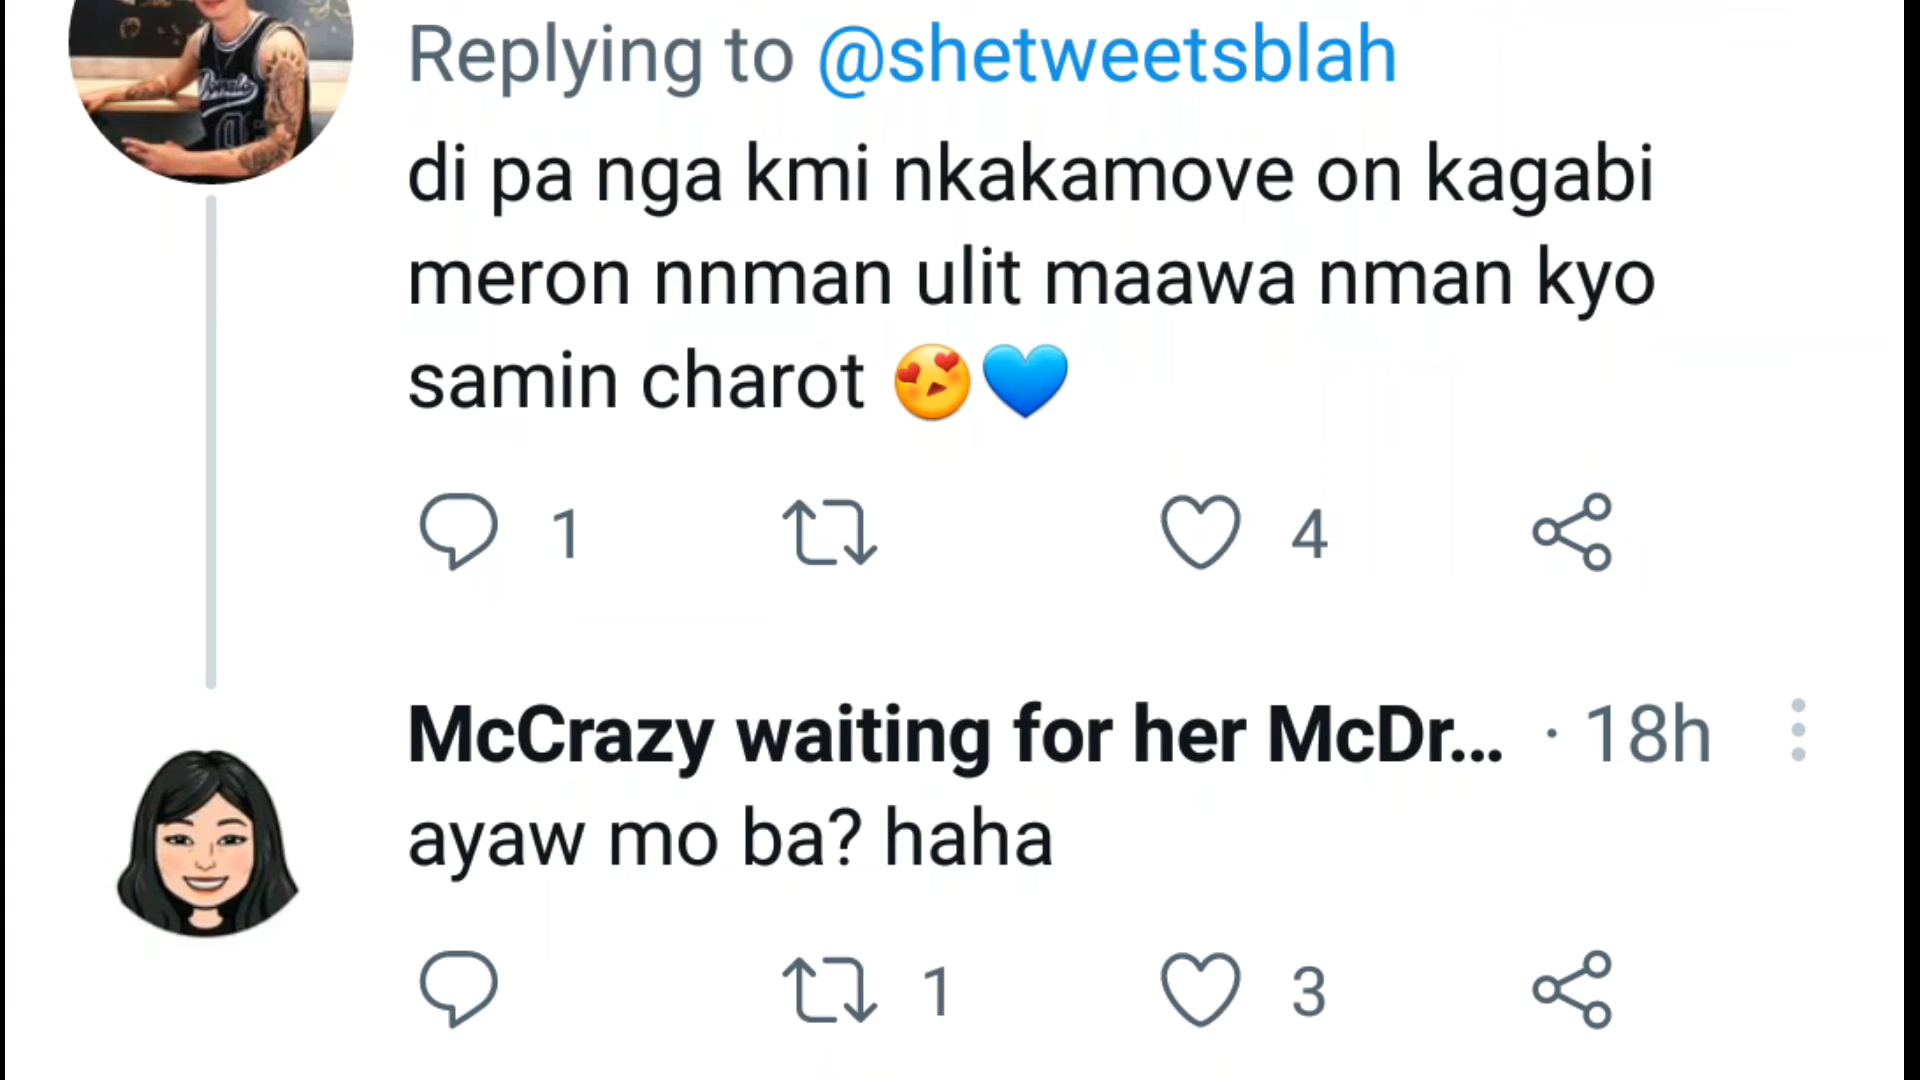 Replying to @shetweetsblah
di pa nga kmi nkakamove on kagabi
meron nnman ulit maawa nman kyo
samin charot 😍💙
1 4
McCrazy waiting for her McDr... · 18h
ayaw mo ba? haha
1 3